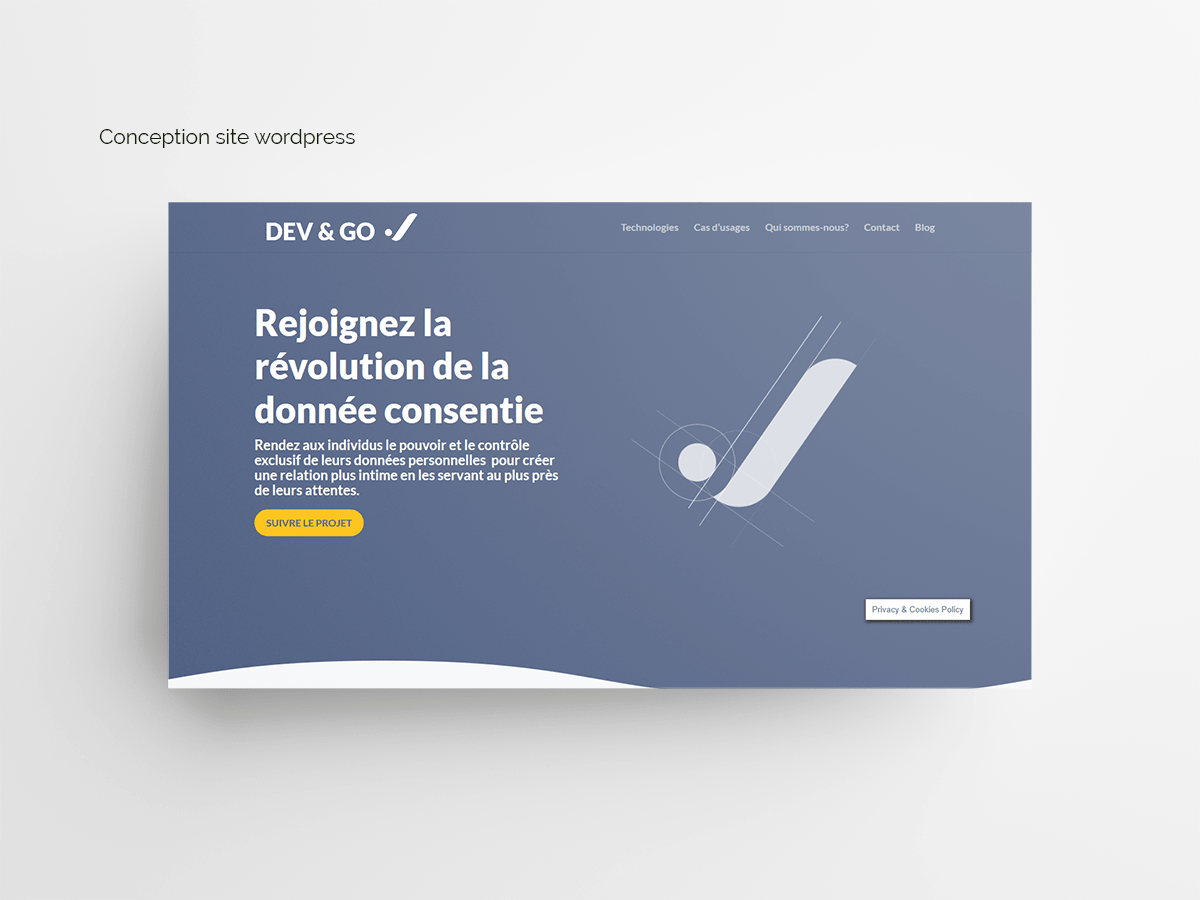 Conception site wordpress
DEV & GO
Technologies Cas d'usages Qui sommes-nous? Contact Blog
Rejoignez la
révolution de la
donnée consentie
Rendez aux individus le pouvoir et le contrôle
exclusif de leurs données personnelles pour créer
une relation plus intime en les servant au plus près
de leurs attentes.
SUIVRE LE PROJET
Privacy & Cookies Policy